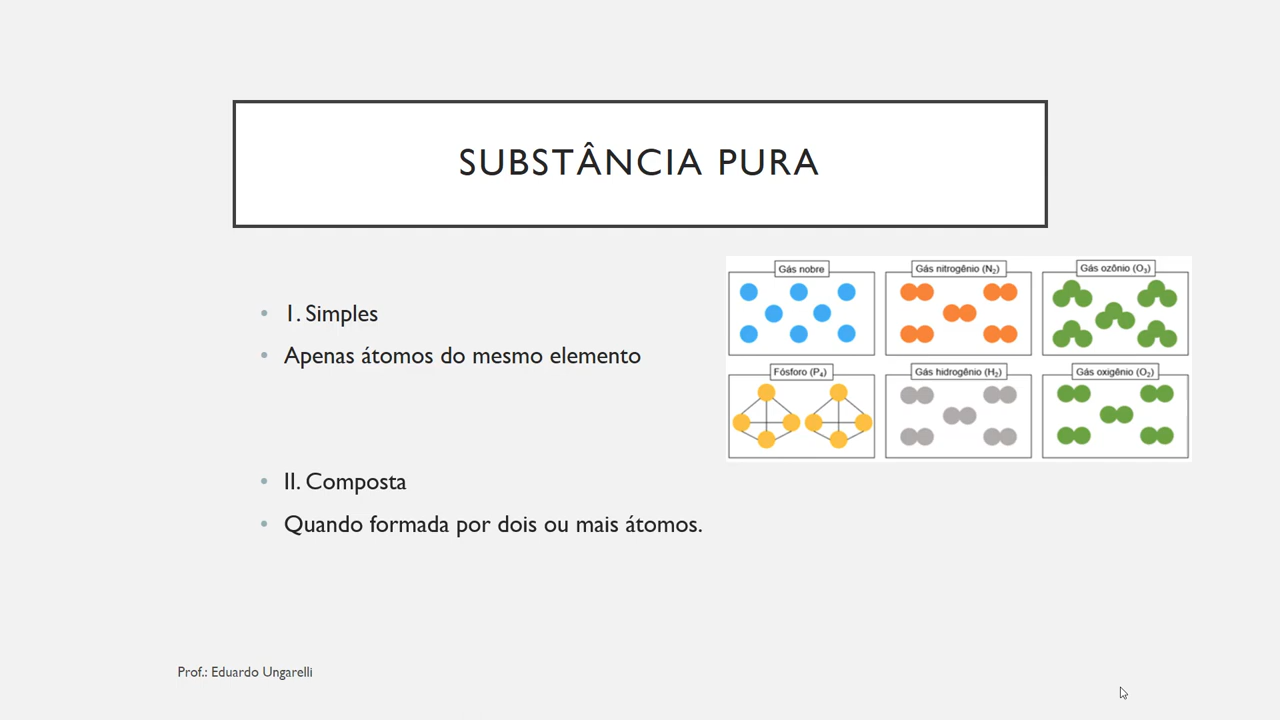 SUBSTÂNCIA PURA
• 1. Simples
• Apenas átomos do mesmo elemento
• II. Composta
• Quando formada por dois ou mais átomos.
Gás nobre
Gás nitrogênio (N₂)
Gás ozônio (O₃)
Fósforo (P₄)
Gás hidrogênio (H₂)
Gás oxigênio (O₂)
Prof.: Eduardo Ungarelli